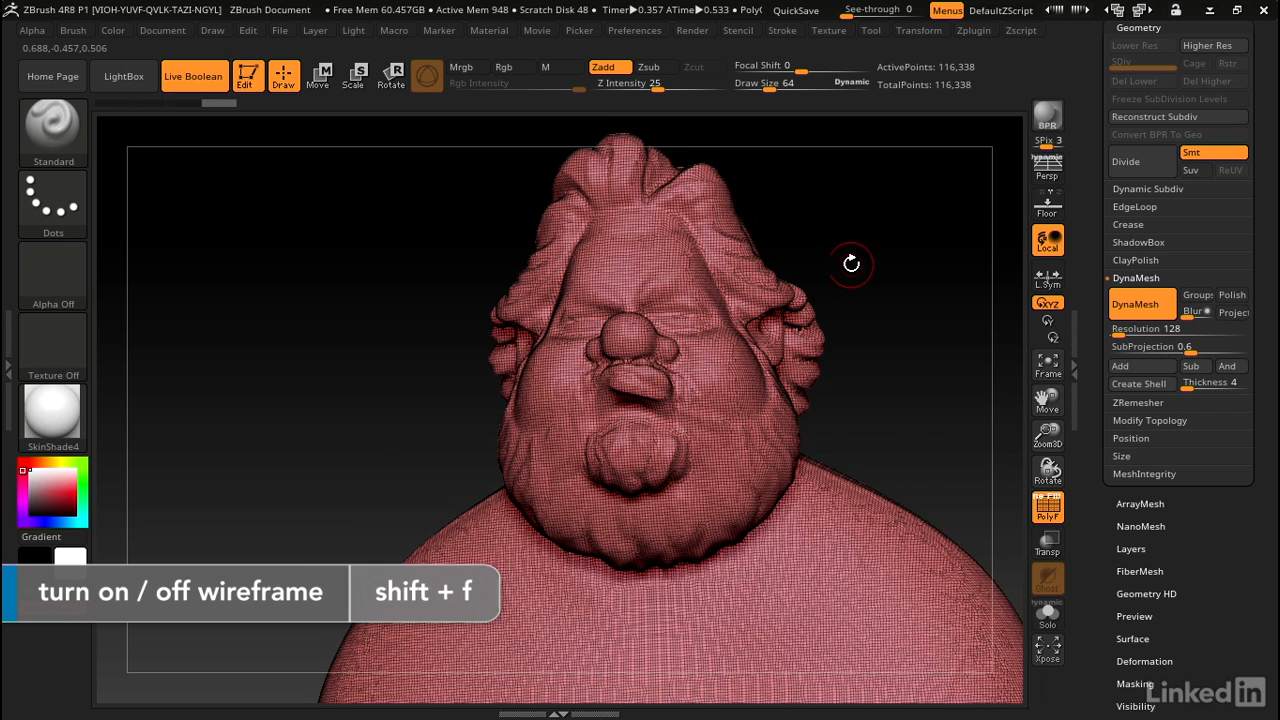 ZBrush 4R8 P1 [VIOH-YUVF-QVLK-TAZI-NGYL]
ZBrush Document
• Free Mem 60.457GB • Active Mem 948 • Scratch Disk 48 • Timer▶0.357 ATime▶0.533 • Poly(
QuickSave
See-through 0
Menus
DefaultZScript
Alpha Brush Camera Color Document Draw Edit File Layer Light Macro Marker Material Movie Picker Preferences Render Stencil Stroke Texture Tool Transform Zplugin Zscript
0.688,-0.457,0.506
Home Page
LightBox
Live Boolean
Edit
Draw
Move
Scale
Rotate
Mrgb Rgb M
Rgb Intensity
Zadd Zsub Zcut
Z Intensity 25
Focal Shift 0
Draw Size 64
Dynamic
ActivePoints: 116,338
TotalPoints: 116,338
Standard
Dots
Alpha Off
Texture Off
SkinShade4
Gradient
turn on / off wireframe
shift + f
BPR
SPix 3
Dynamic
Persp
Floor
Local
L.Sym
XYZ
Y
Z
Frame
Move
Zoom3D
Rotate
PolyF
Transp
Ghost
Dynamic
Solo
Xpose
Geometry
Lower Res
Higher Res
SDiv
Cage
Rstr
Del Lower
Del Higher
Freeze SubDivision Levels
Reconstruct Subdiv
Convert BPR To Geo
Divide
Smt
Suv
ReUV
Dynamic Subdiv
EdgeLoop
Crease
ShadowBox
ClayPolish
DynaMesh
DynaMesh
Groups
Polish
Blur
Project
Resolution 128
SubProjection 0.6
Add
Sub
And
Create Shell
Thickness 4
ZRemesher
Modify Topology
Position
Size
MeshIntegrity
ArrayMesh
NanoMesh
Layers
FiberMesh
Geometry HD
Preview
Surface
Deformation
Masking
Visibility
Linked in